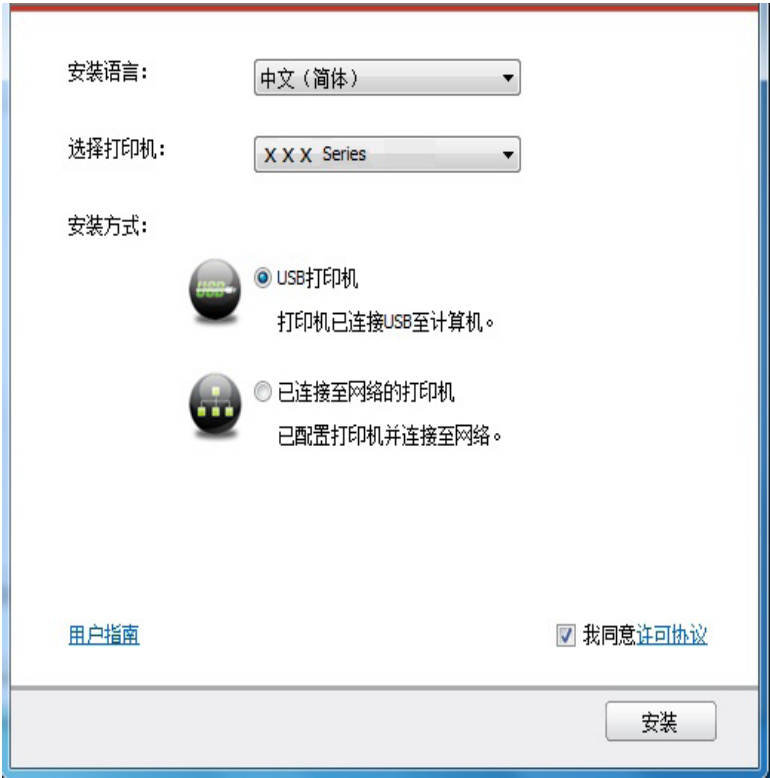 安装语言：
中文（简体）
选择打印机：
X X X Series
安装方式：
USB
USB打印机
打印机已连接USB至计算机。
已连接至网络的打印机
已配置打印机并连接至网络。
用户指南
我同意许可协议
安装